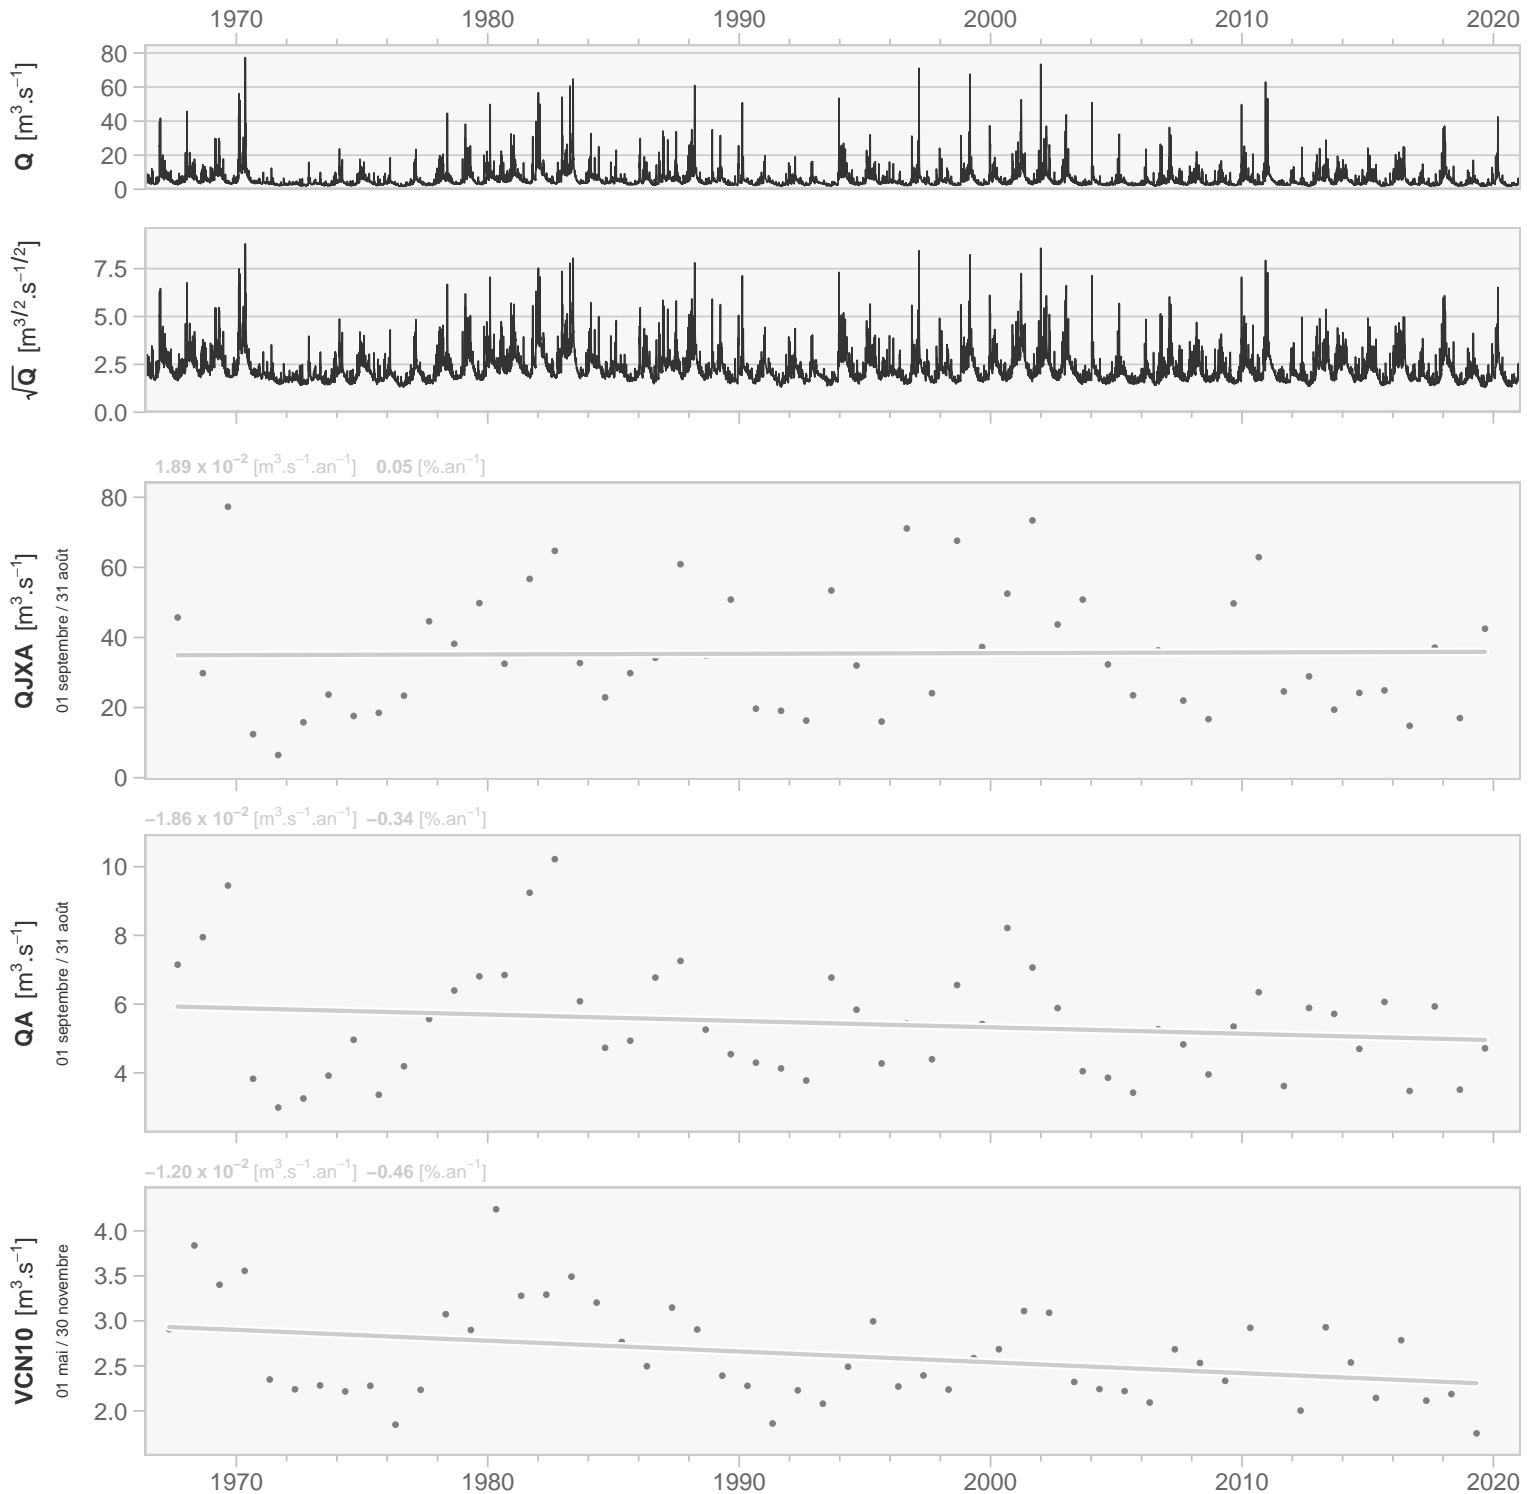 1970 1980 1990 2000 2010 2020
Q [m³.s⁻¹]
80
60
40
20
0
√Q [m³/².s⁻¹/²]
7.5
5.0
2.5
0.0
1.89 x 10⁻² [m³.s⁻¹.an⁻¹] 0.05 [%.an⁻¹]
QJXA [m³.s⁻¹]
01 septembre / 31 août
80
60
40
20
0
−1.86 x 10⁻² [m³.s⁻¹.an⁻¹] −0.34 [%.an⁻¹]
QA [m³.s⁻¹]
01 septembre / 31 août
10
8
6
4
−1.20 x 10⁻² [m³.s⁻¹.an⁻¹] −0.46 [%.an⁻¹]
VCN10 [m³.s⁻¹]
01 mai / 30 novembre
4.0
3.5
3.0
2.5
2.0
1970 1980 1990 2000 2010 2020